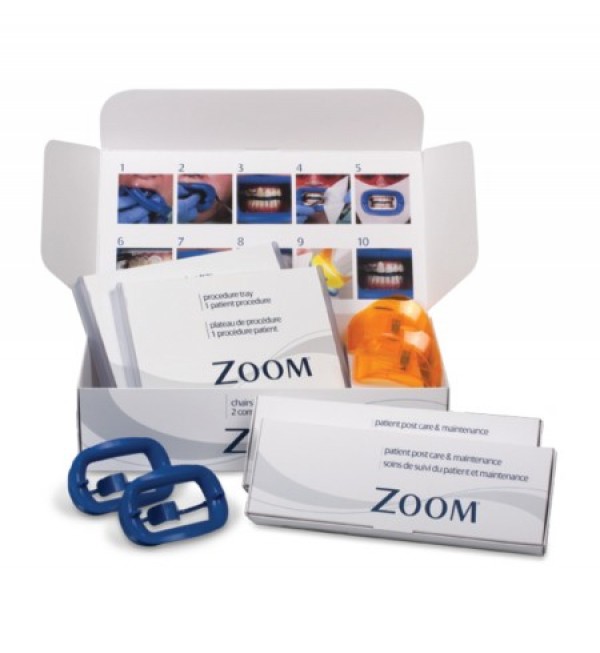 1 2 3 4 5
6 7 8 9 10
procedure tray
1 patient procedure
plateau de procédure
1 procédure patient
ZOOM
chairs
2 com
Z
patient post care & maintenance
patient post care & maintenance
soins de suivi du patient et maintenance
ZOOM